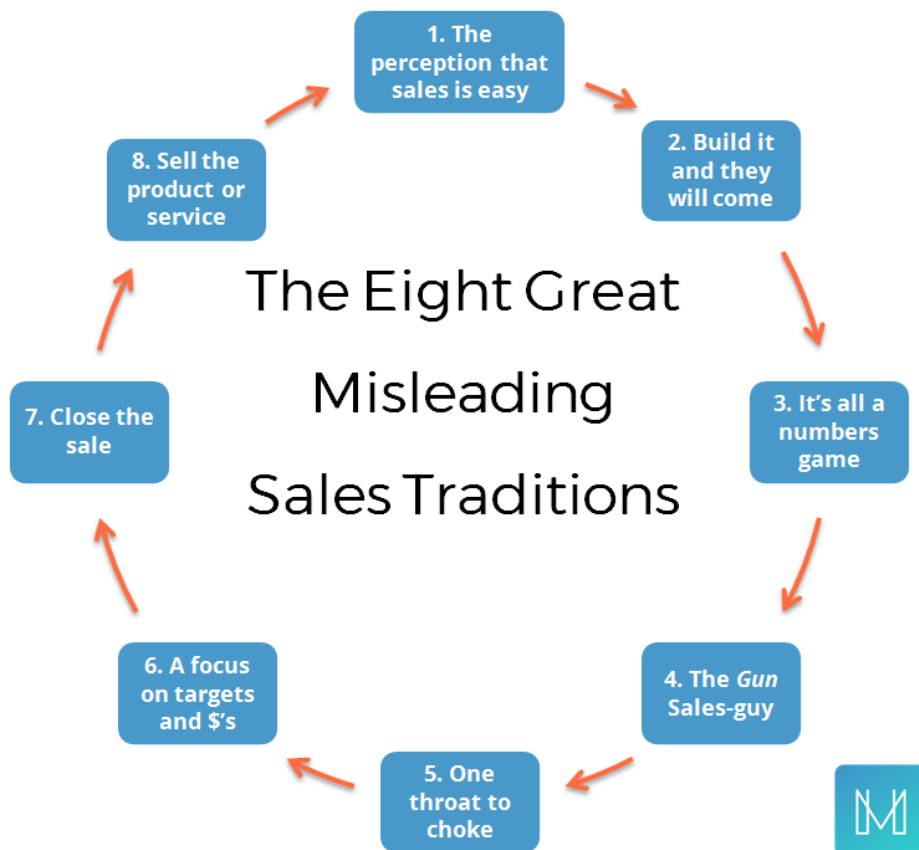 1. The
perception that
sales is easy
2. Build it
and they
will come
3. It’s all a
numbers
game
4. The Gun
Sales-guy
5. One
throat to
choke
6. A focus
on targets
and $’s
7. Close the
sale
8. Sell the
product or
service
The Eight Great
Misleading
Sales Traditions
M